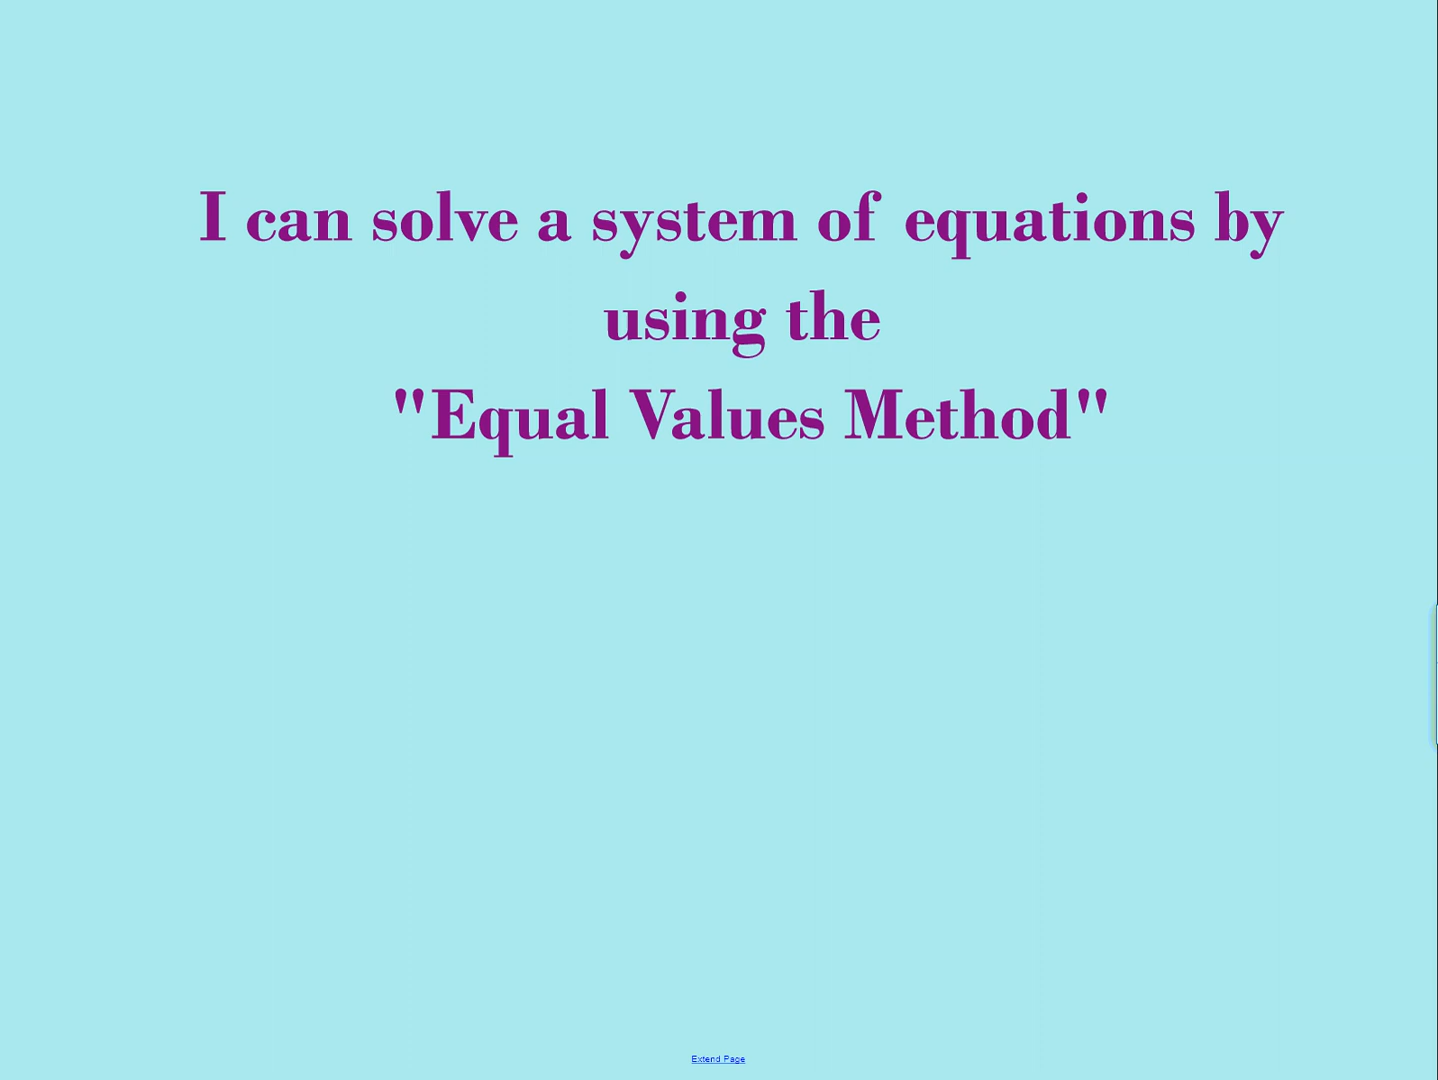 I can solve a system of equations by
using the
"Equal Values Method"
Extend Page